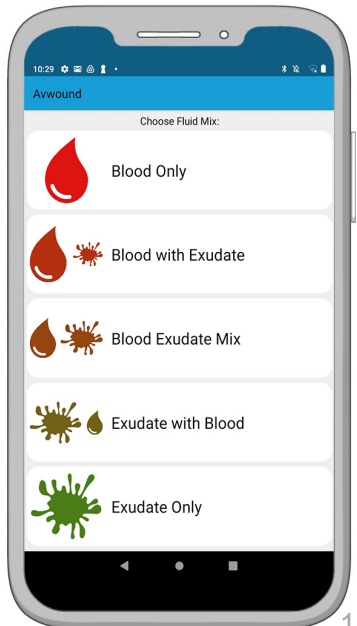 10:29
Avwound
Choose Fluid Mix:
Blood Only
Blood with Exudate
Blood Exudate Mix
Exudate with Blood
Exudate Only
1